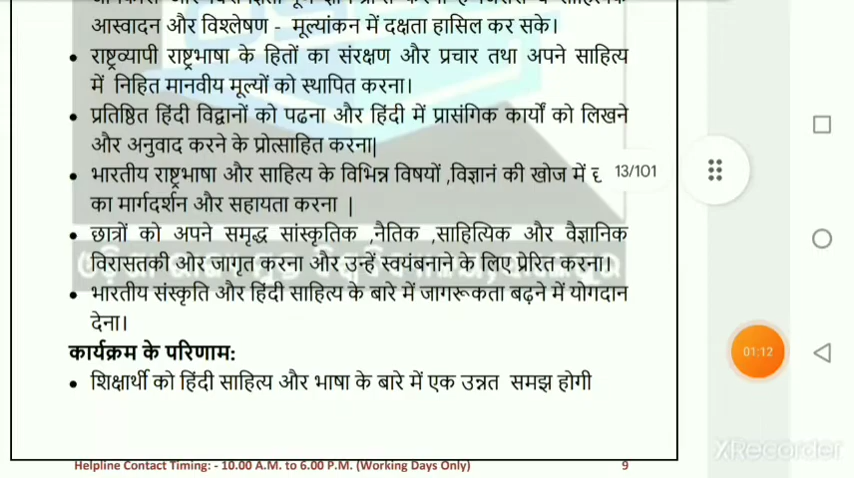 आस्वादन और विश्लेषण - मूल्यांकन में दक्षता हासिल कर सके।
• राष्ट्रव्यापी राष्ट्रभाषा के हितों का संरक्षण और प्रचार तथा अपने साहित्य
में निहित मानवीय मूल्यों को स्थापित करना।
• प्रतिष्ठित हिंदी विद्वानों को पढना और हिंदी में प्रासंगिक कार्यों को लिखने
और अनुवाद करने के प्रोत्साहित करना|
• भारतीय राष्ट्रभाषा और साहित्य के विभिन्न विषयों ,विज्ञानं की खोज में
13/101
का मार्गदर्शन और सहायता करना |
• छात्रों को अपने समृद्ध सांस्कृतिक ,नैतिक ,साहित्यिक और वैज्ञानिक
विरासतकी ओर जागृत करना और उन्हें स्वयंबनाने के लिए प्रेरित करना।
• भारतीय संस्कृति और हिंदी साहित्य के बारे में जागरूकता बढ़ने में योगदान
देना।
कार्यक्रम के परिणाम:
01:12
• शिक्षार्थी को हिंदी साहित्य और भाषा के बारे में एक उन्नत समझ होगी
XRecorder
Helpline Contact Timing: - 10.00 A.M. to 6.00 P.M. (Working Days Only) 9